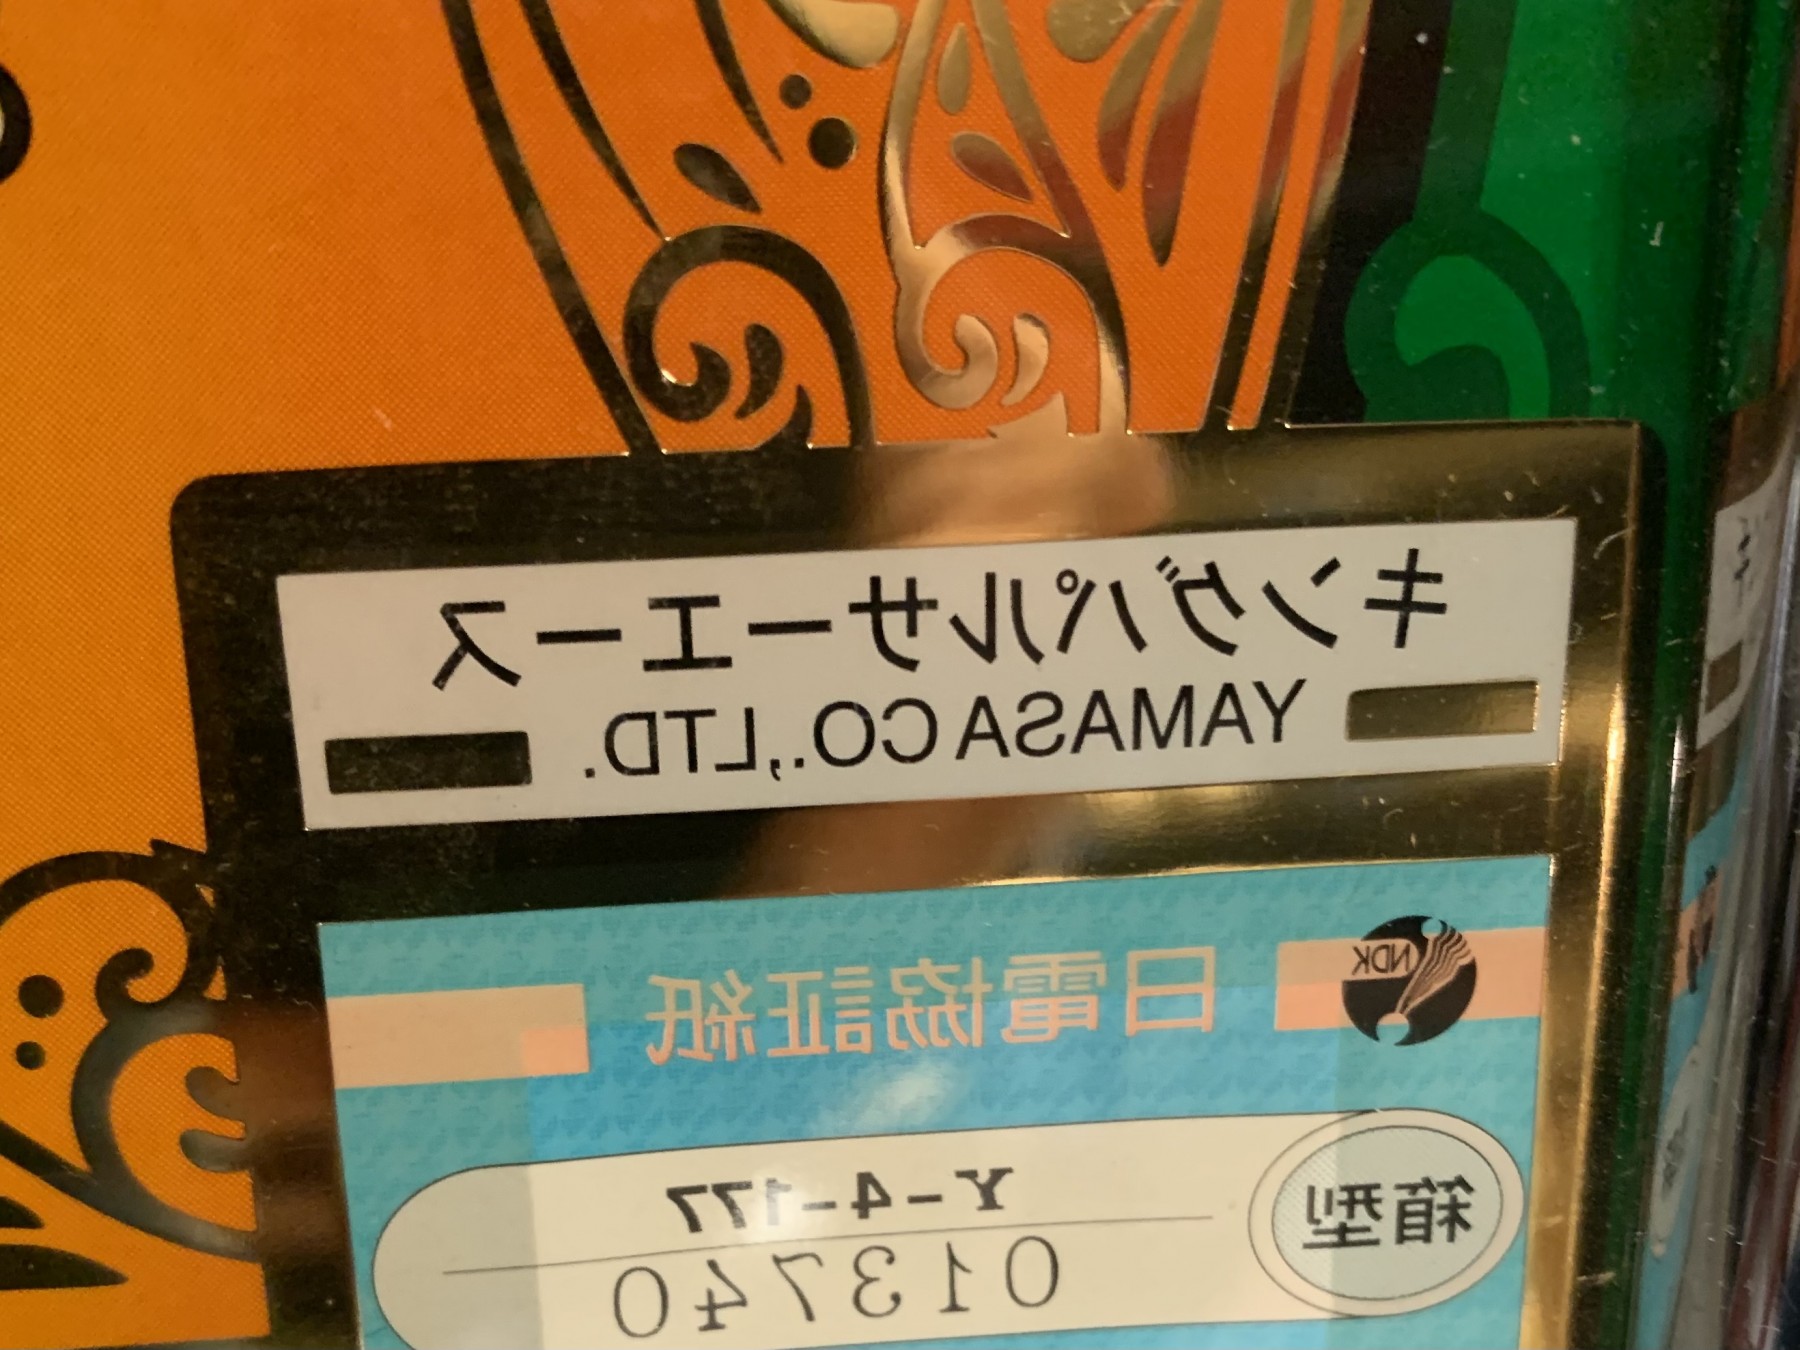 キングパルサーエース
YAMASA CO.,LTD.
NDK
日電協証紙
箱型
Y-4-177
013740